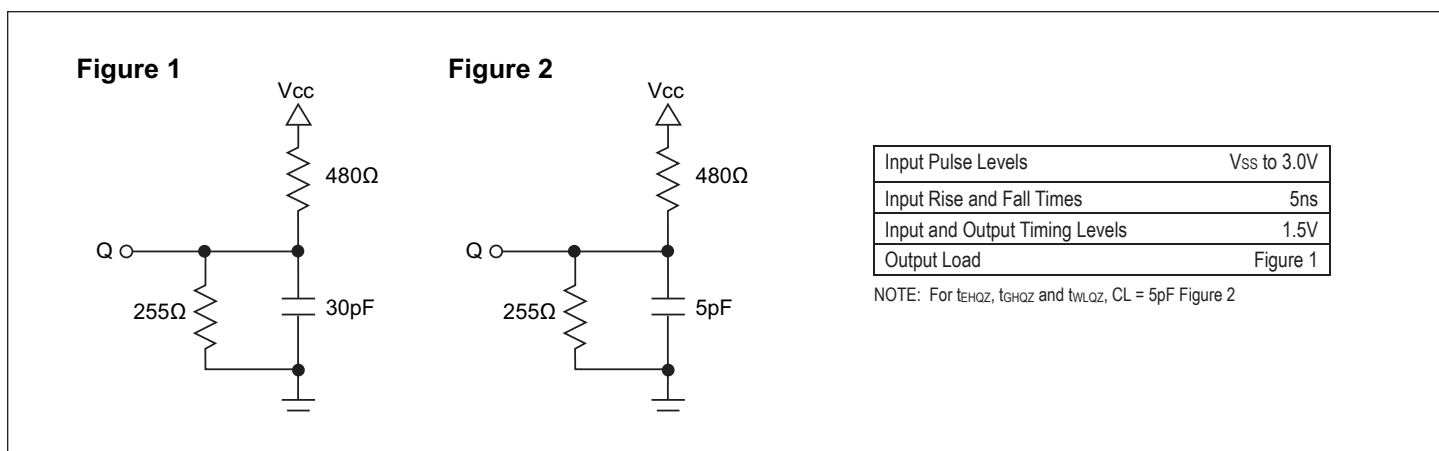 Figure 1
Vcc
480Ω
Q
255Ω
30pF
Figure 2
Vcc
480Ω
Q
255Ω
5pF
Input Pulse Levels Vss to 3.0V
Input Rise and Fall Times 5ns
Input and Output Timing Levels 1.5V
Output Load Figure 1
NOTE: For tEHQZ, tGHQZ and tWLQZ, CL = 5pF Figure 2